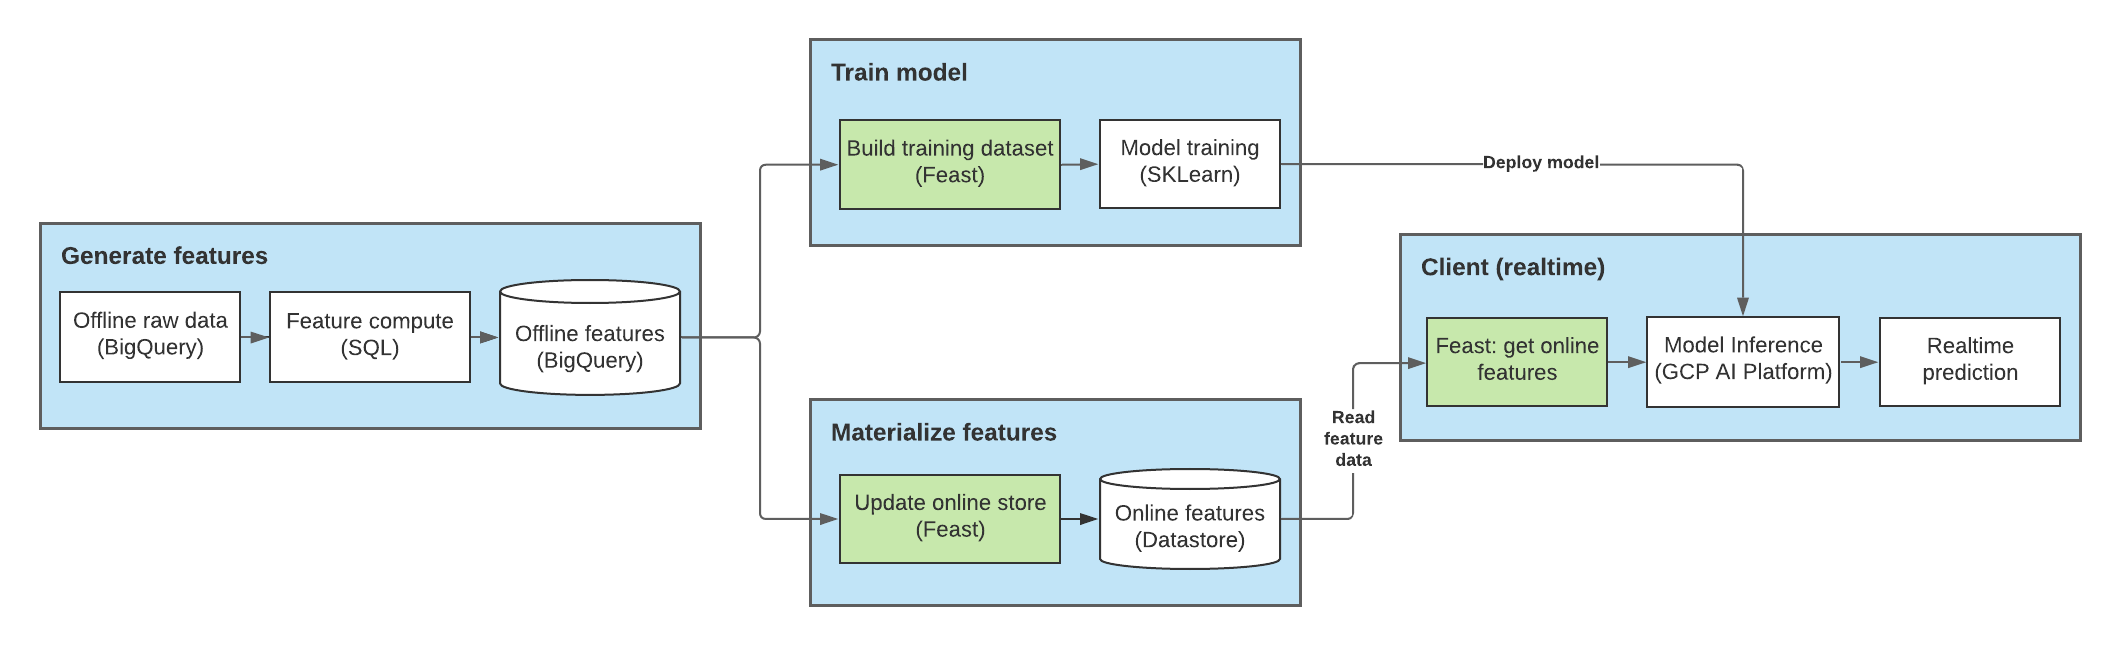 Generate features
Offline raw data
(BigQuery)
Feature compute
(SQL)
Offline features
(BigQuery)
Train model
Build training dataset
(Feast)
Model training
(SKLearn)
Deploy model
Materialize features
Update online store
(Feast)
Online features
(Datastore)
Read
feature
data
Client (realtime)
Feast: get online
features
Model Inference
(GCP AI Platform)
Realtime
prediction